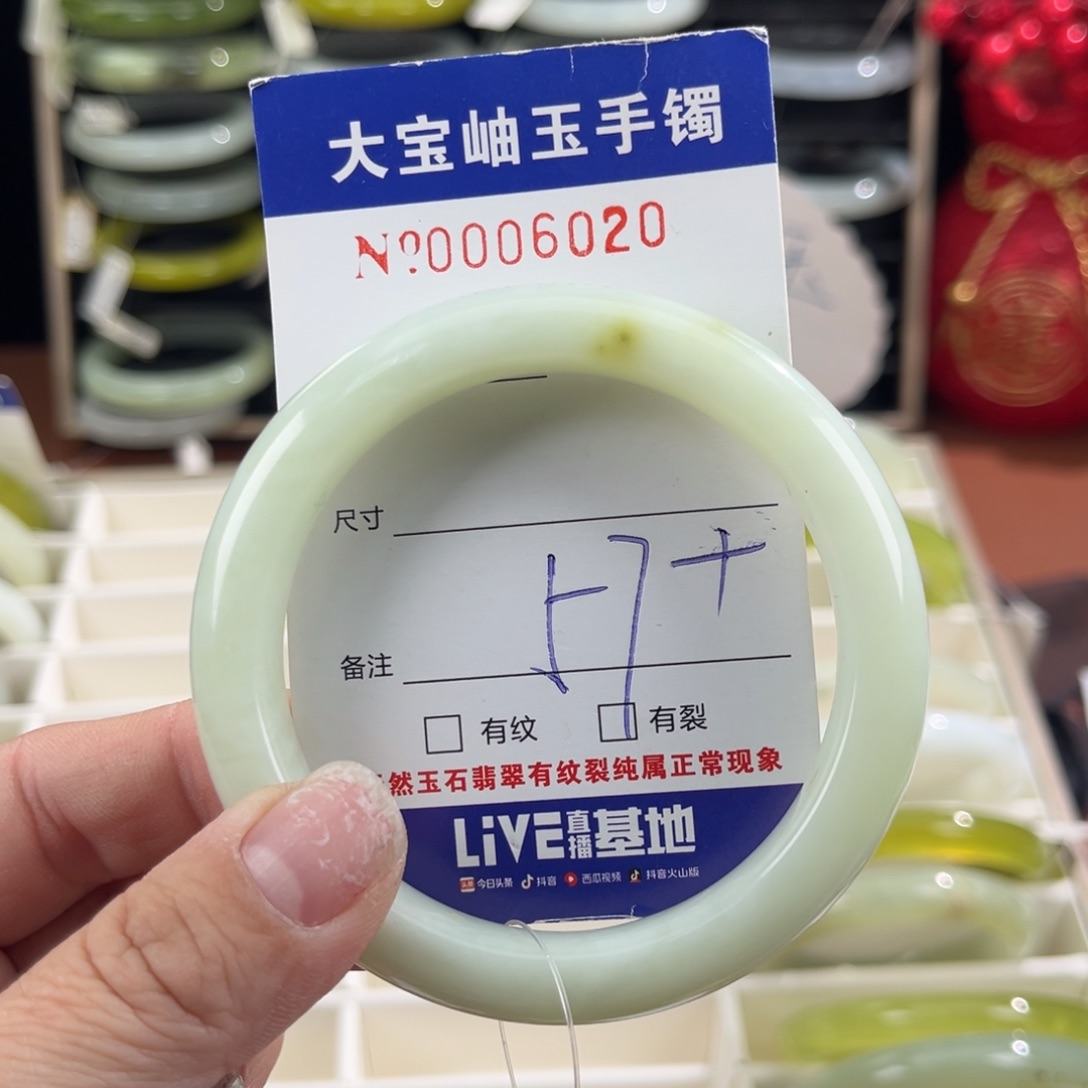 大宝岫玉手镯
Nº0006020
尺寸
57+
备注
有纹 有裂
然玉石翡翠有纹裂纯属正常现象
LiVE直播基地
头条 今日头条 抖音 西瓜视频 抖音火山版